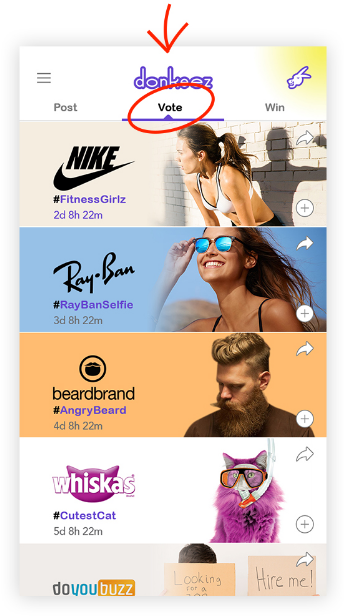 donkeez
Post Vote Win
NIKE
#FitnessGirlz
2d 8h 22m
Ray-Ban
#RayBanSelfie
3d 8h 22m
beardbrand
#AngryBeard
4d 8h 22m
whiskas
#CutestCat
5d 8h 22m
doyoubuzz
Looking
for a
Hire me!